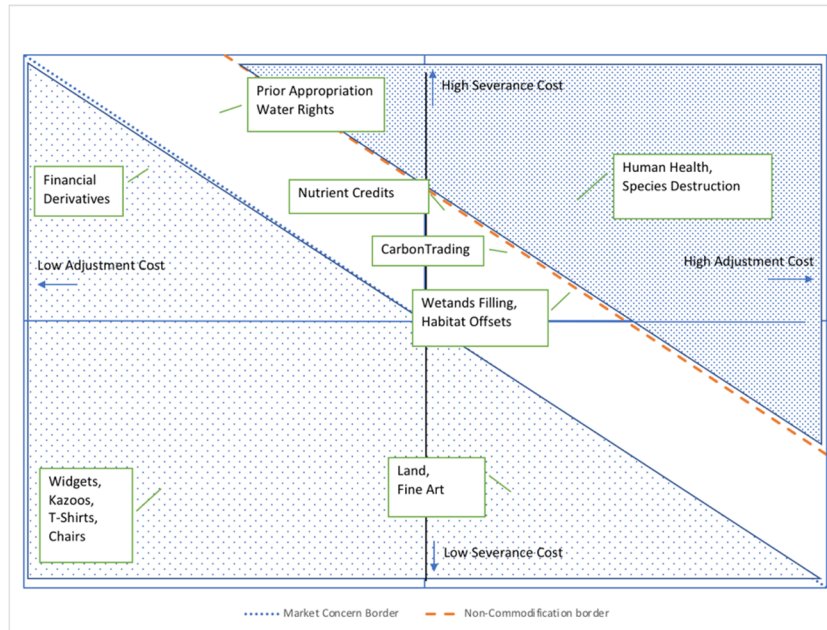 High Severance Cost
Prior Appropriation
Water Rights
Human Health,
Species Destruction
Financial
Derivatives
Nutrient Credits
CarbonTrading
Low Adjustment Cost
High Adjustment Cost
Wetands Filling,
Habitat Offsets
Land,
Fine Art
Widgets,
Kazoos,
T-Shirts,
Chairs
Low Severance Cost
Market Concern Border
Non-Commodification border